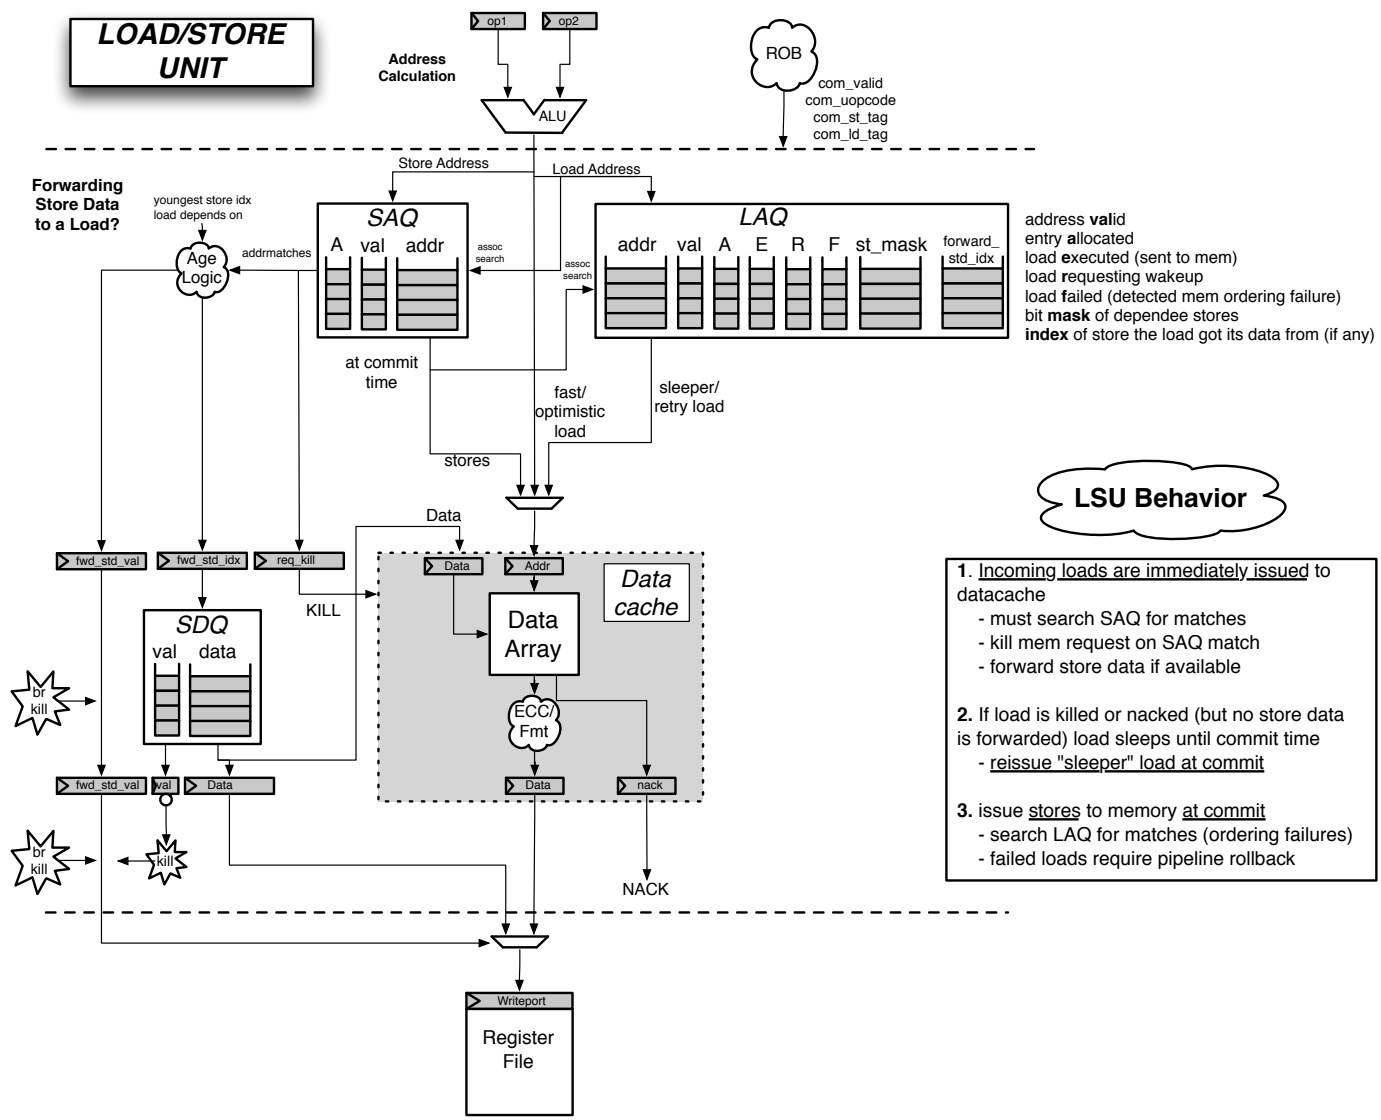 LOAD/STORE
UNIT
op1
op2
Address
Calculation
ALU
ROB
com_valid
com_uopcode
com_st_tag
com_ld_tag
Store Address
Load Address
Forwarding
Store Data
to a Load?
youngest store idx
load depends on
Age
Logic
addrmatches
SAQ
A val addr
assoc
search
assoc
search
LAQ
addr val A E R F st_mask forward_
std_idx
address valid
entry allocated
load executed (sent to mem)
load requesting wakeup
load failed (detected mem ordering failure)
bit mask of dependee stores
index of store the load got its data from (if any)
at commit
time
fast/
optimistic
load
sleeper/
retry load
stores
LSU Behavior
Data
fwd_std_val
fwd_std_idx
req_kill
KILL
Data
Addr
Data
cache
Data
Array
SDQ
val data
br
kill
ECC/
Fmt
fwd_std_val
val
Data
Data
nack
br
kill
kill
NACK
Writeport
Register
File
1. Incoming loads are immediately issued to
datacache
- must search SAQ for matches
- kill mem request on SAQ match
- forward store data if available
2. If load is killed or nacked (but no store data
is forwarded) load sleeps until commit time
- reissue "sleeper" load at commit
3. issue stores to memory at commit
- search LAQ for matches (ordering failures)
- failed loads require pipeline rollback